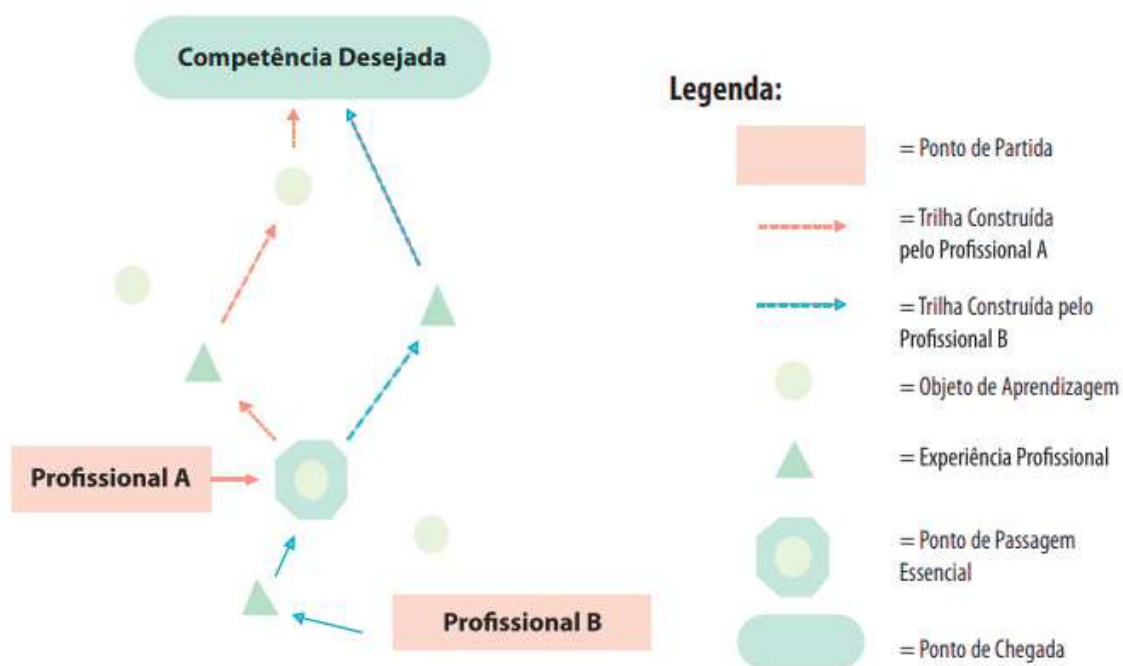 Competência Desejada
Profissional A
Profissional B
Legenda:
= Ponto de Partida
= Trilha Construída
pelo Profissional A
= Trilha Construída pelo
Profissional B
= Objeto de Aprendizagem
= Experiência Profissional
= Ponto de Passagem
Essencial
= Ponto de Chegada